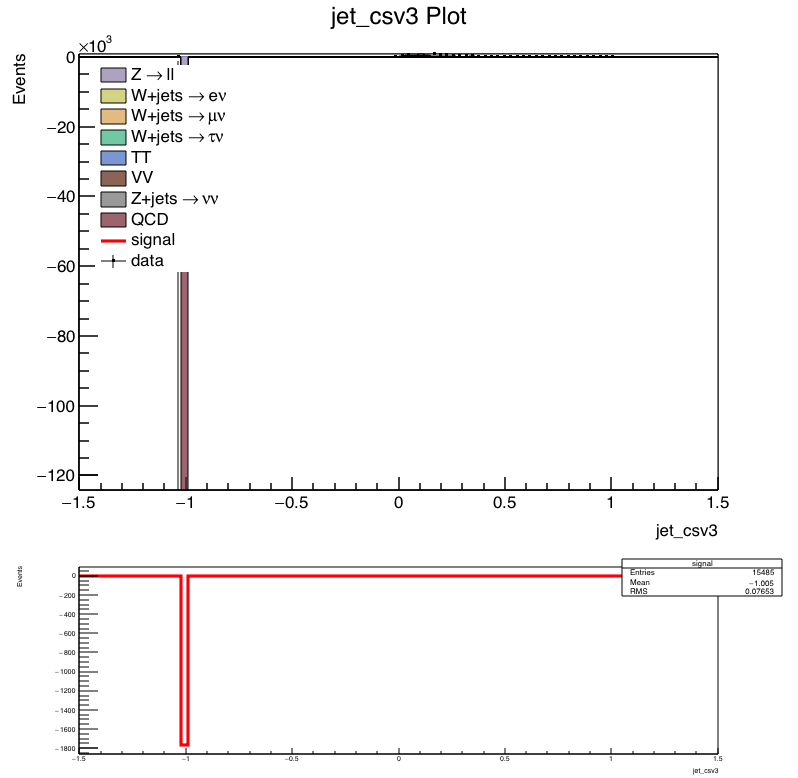 jet_csv3 Plot
×10³
Events
0
−20
−40
−60
−80
−100
−120
Z → ll
W+jets → eν
W+jets → μν
W+jets → τν
TT
VV
Z+jets → νν
QCD
signal
data
−1.5 −1 −0.5 0 0.5 1 1.5
jet_csv3
Events
0
−200
−400
−600
−800
−1000
−1200
−1400
−1600
−1800
signal
Entries 15485
Mean −1.005
RMS 0.07653
−1.5 −1 −0.5 0 0.5 1 1.5
jet_csv3